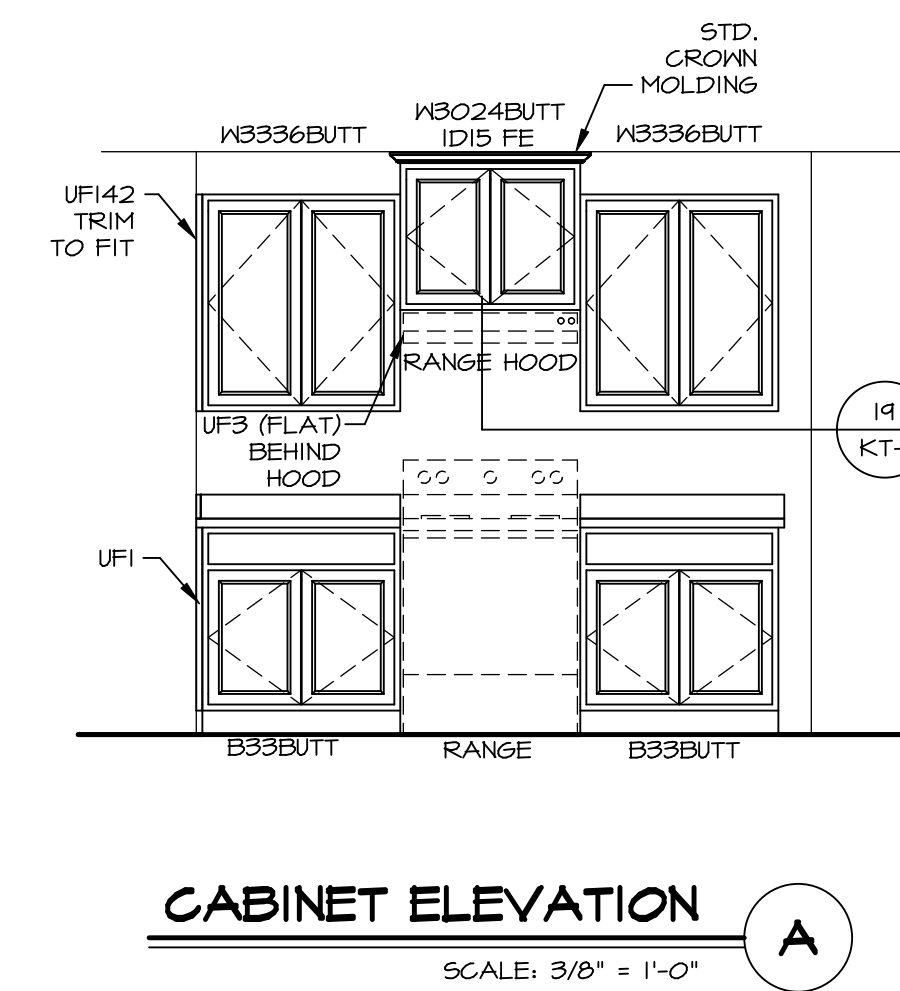 STD.
CROWN
MOLDING
W3024BUTT
1D15 FE
W3336BUTT
W3336BUTT
UF142
TRIM
TO FIT
RANGE HOOD
UF3 (FLAT)
BEHIND
HOOD
19
KT-
UF1
B33BUTT
RANGE
B33BUTT
CABINET ELEVATION
A
SCALE: 3/8" = 1'-0"